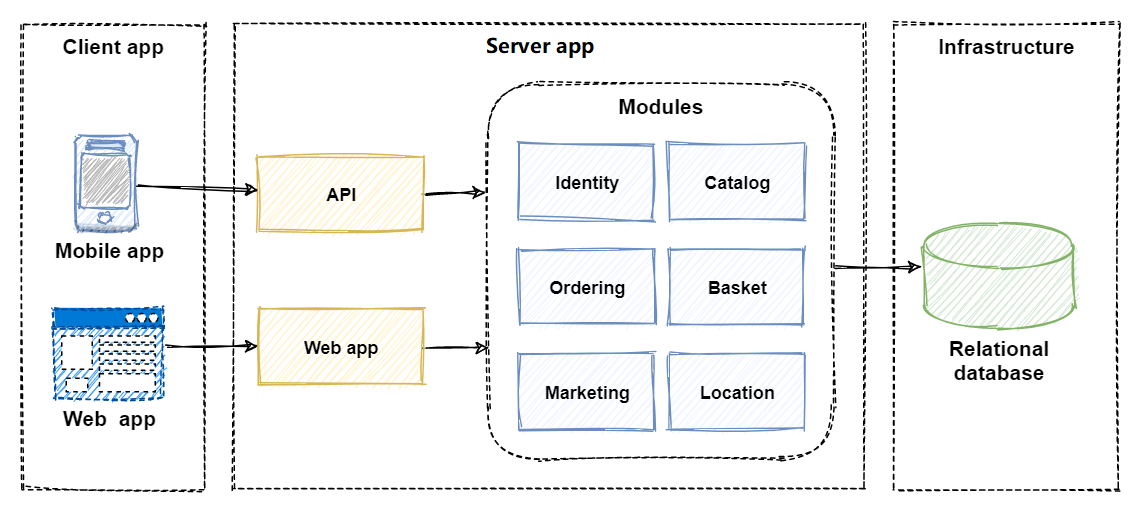 Client app
Mobile app
Web app
Server app
API
Web app
Modules
Identity
Catalog
Ordering
Basket
Marketing
Location
Infrastructure
Relational
database